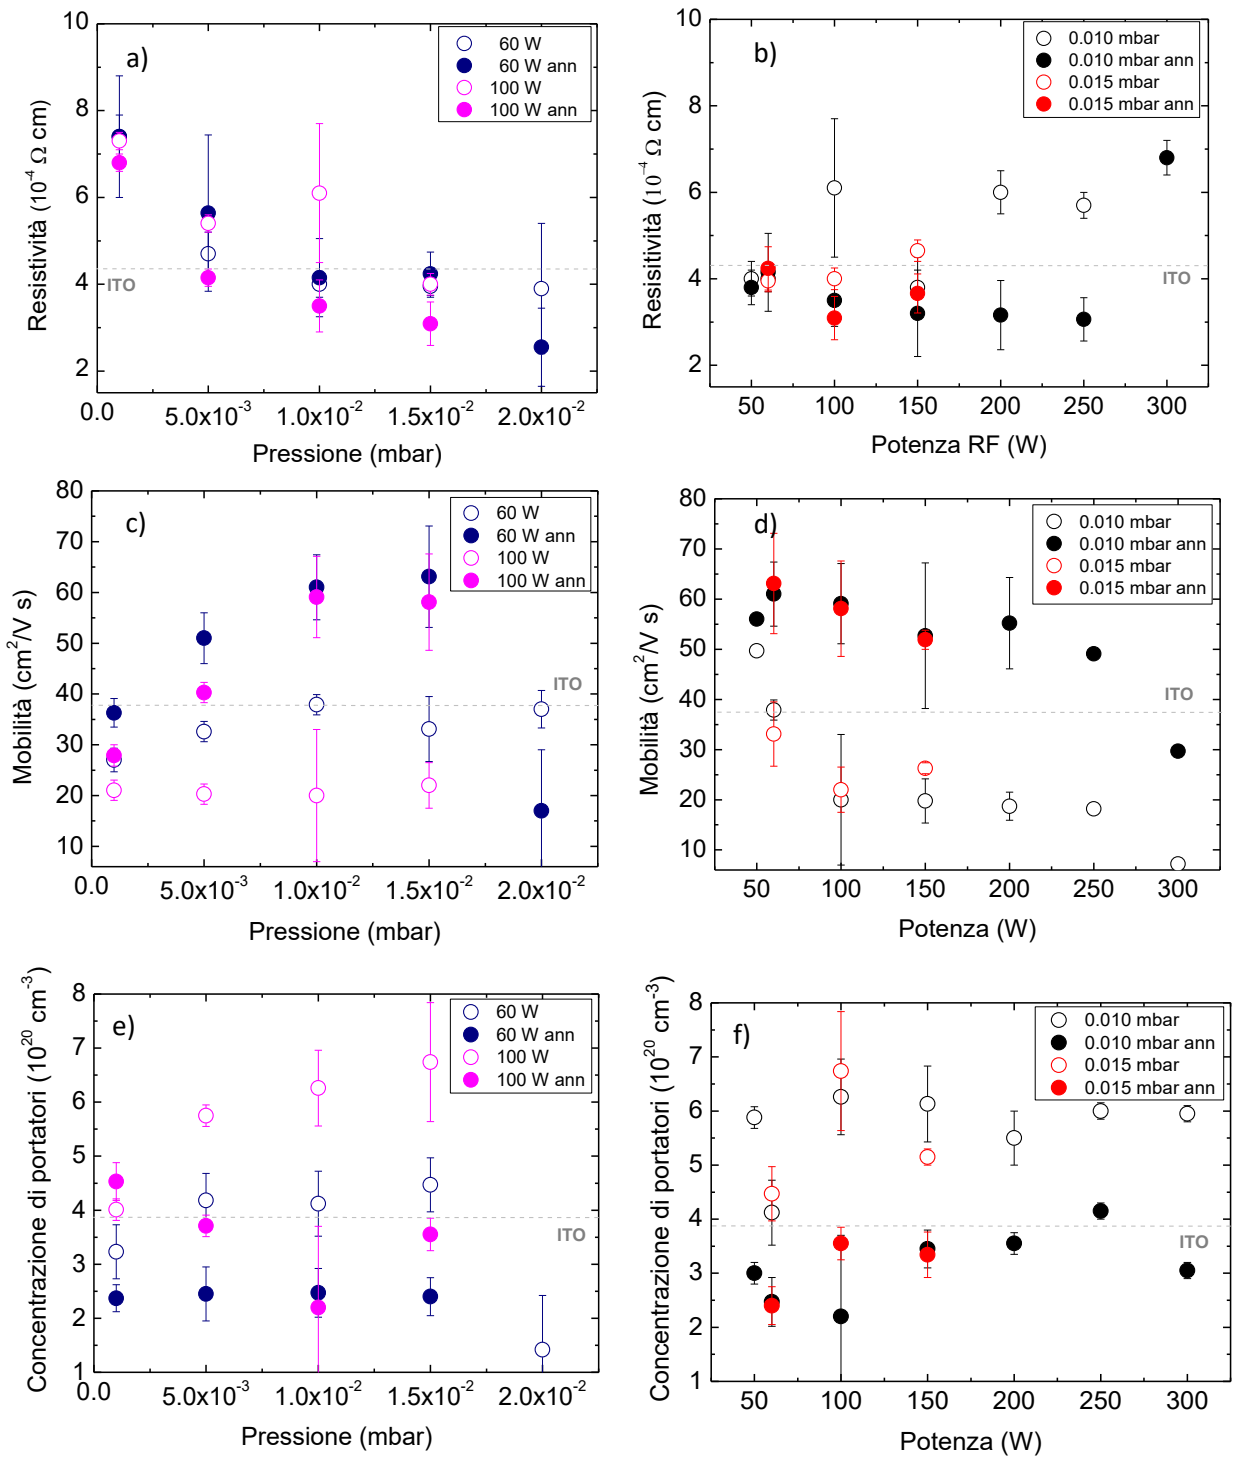 a)
60 W
60 W ann
100 W
100 W ann
Resistività (10⁻⁴ Ω cm)
10
8
6
4
2
ITO
0.0
5.0x10⁻³
1.0x10⁻²
1.5x10⁻²
2.0x10⁻²
Pressione (mbar)
b)
0.010 mbar
0.010 mbar ann
0.015 mbar
0.015 mbar ann
Resisitività (10⁻⁴ Ω cm)
10
8
6
4
2
ITO
50
100
150
200
250
300
Potenza RF (W)
c)
60 W
60 W ann
100 W
100 W ann
Mobilità (cm²/V s)
80
70
60
50
40
30
20
10
ITO
0.0
5.0x10⁻³
1.0x10⁻²
1.5x10⁻²
2.0x10⁻²
Pressione (mbar)
d)
0.010 mbar
0.010 mbar ann
0.015 mbar
0.015 mbar ann
Mobilità (cm²/V s)
80
70
60
50
40
30
20
10
ITO
50
100
150
200
250
300
Potenza (W)
e)
60 W
60 W ann
100 W
100 W ann
Concentrazione di portatori (10²⁰ cm⁻³)
8
7
6
5
4
3
2
1
ITO
0.0
5.0x10⁻³
1.0x10⁻²
1.5x10⁻²
2.0x10⁻²
Pressione (mbar)
f)
0.010 mbar
0.010 mbar ann
0.015 mbar
0.015 mbar ann
Concentrazione di portatori (10²⁰ cm⁻³)
8
7
6
5
4
3
2
1
ITO
50
100
150
200
250
300
Potenza (W)